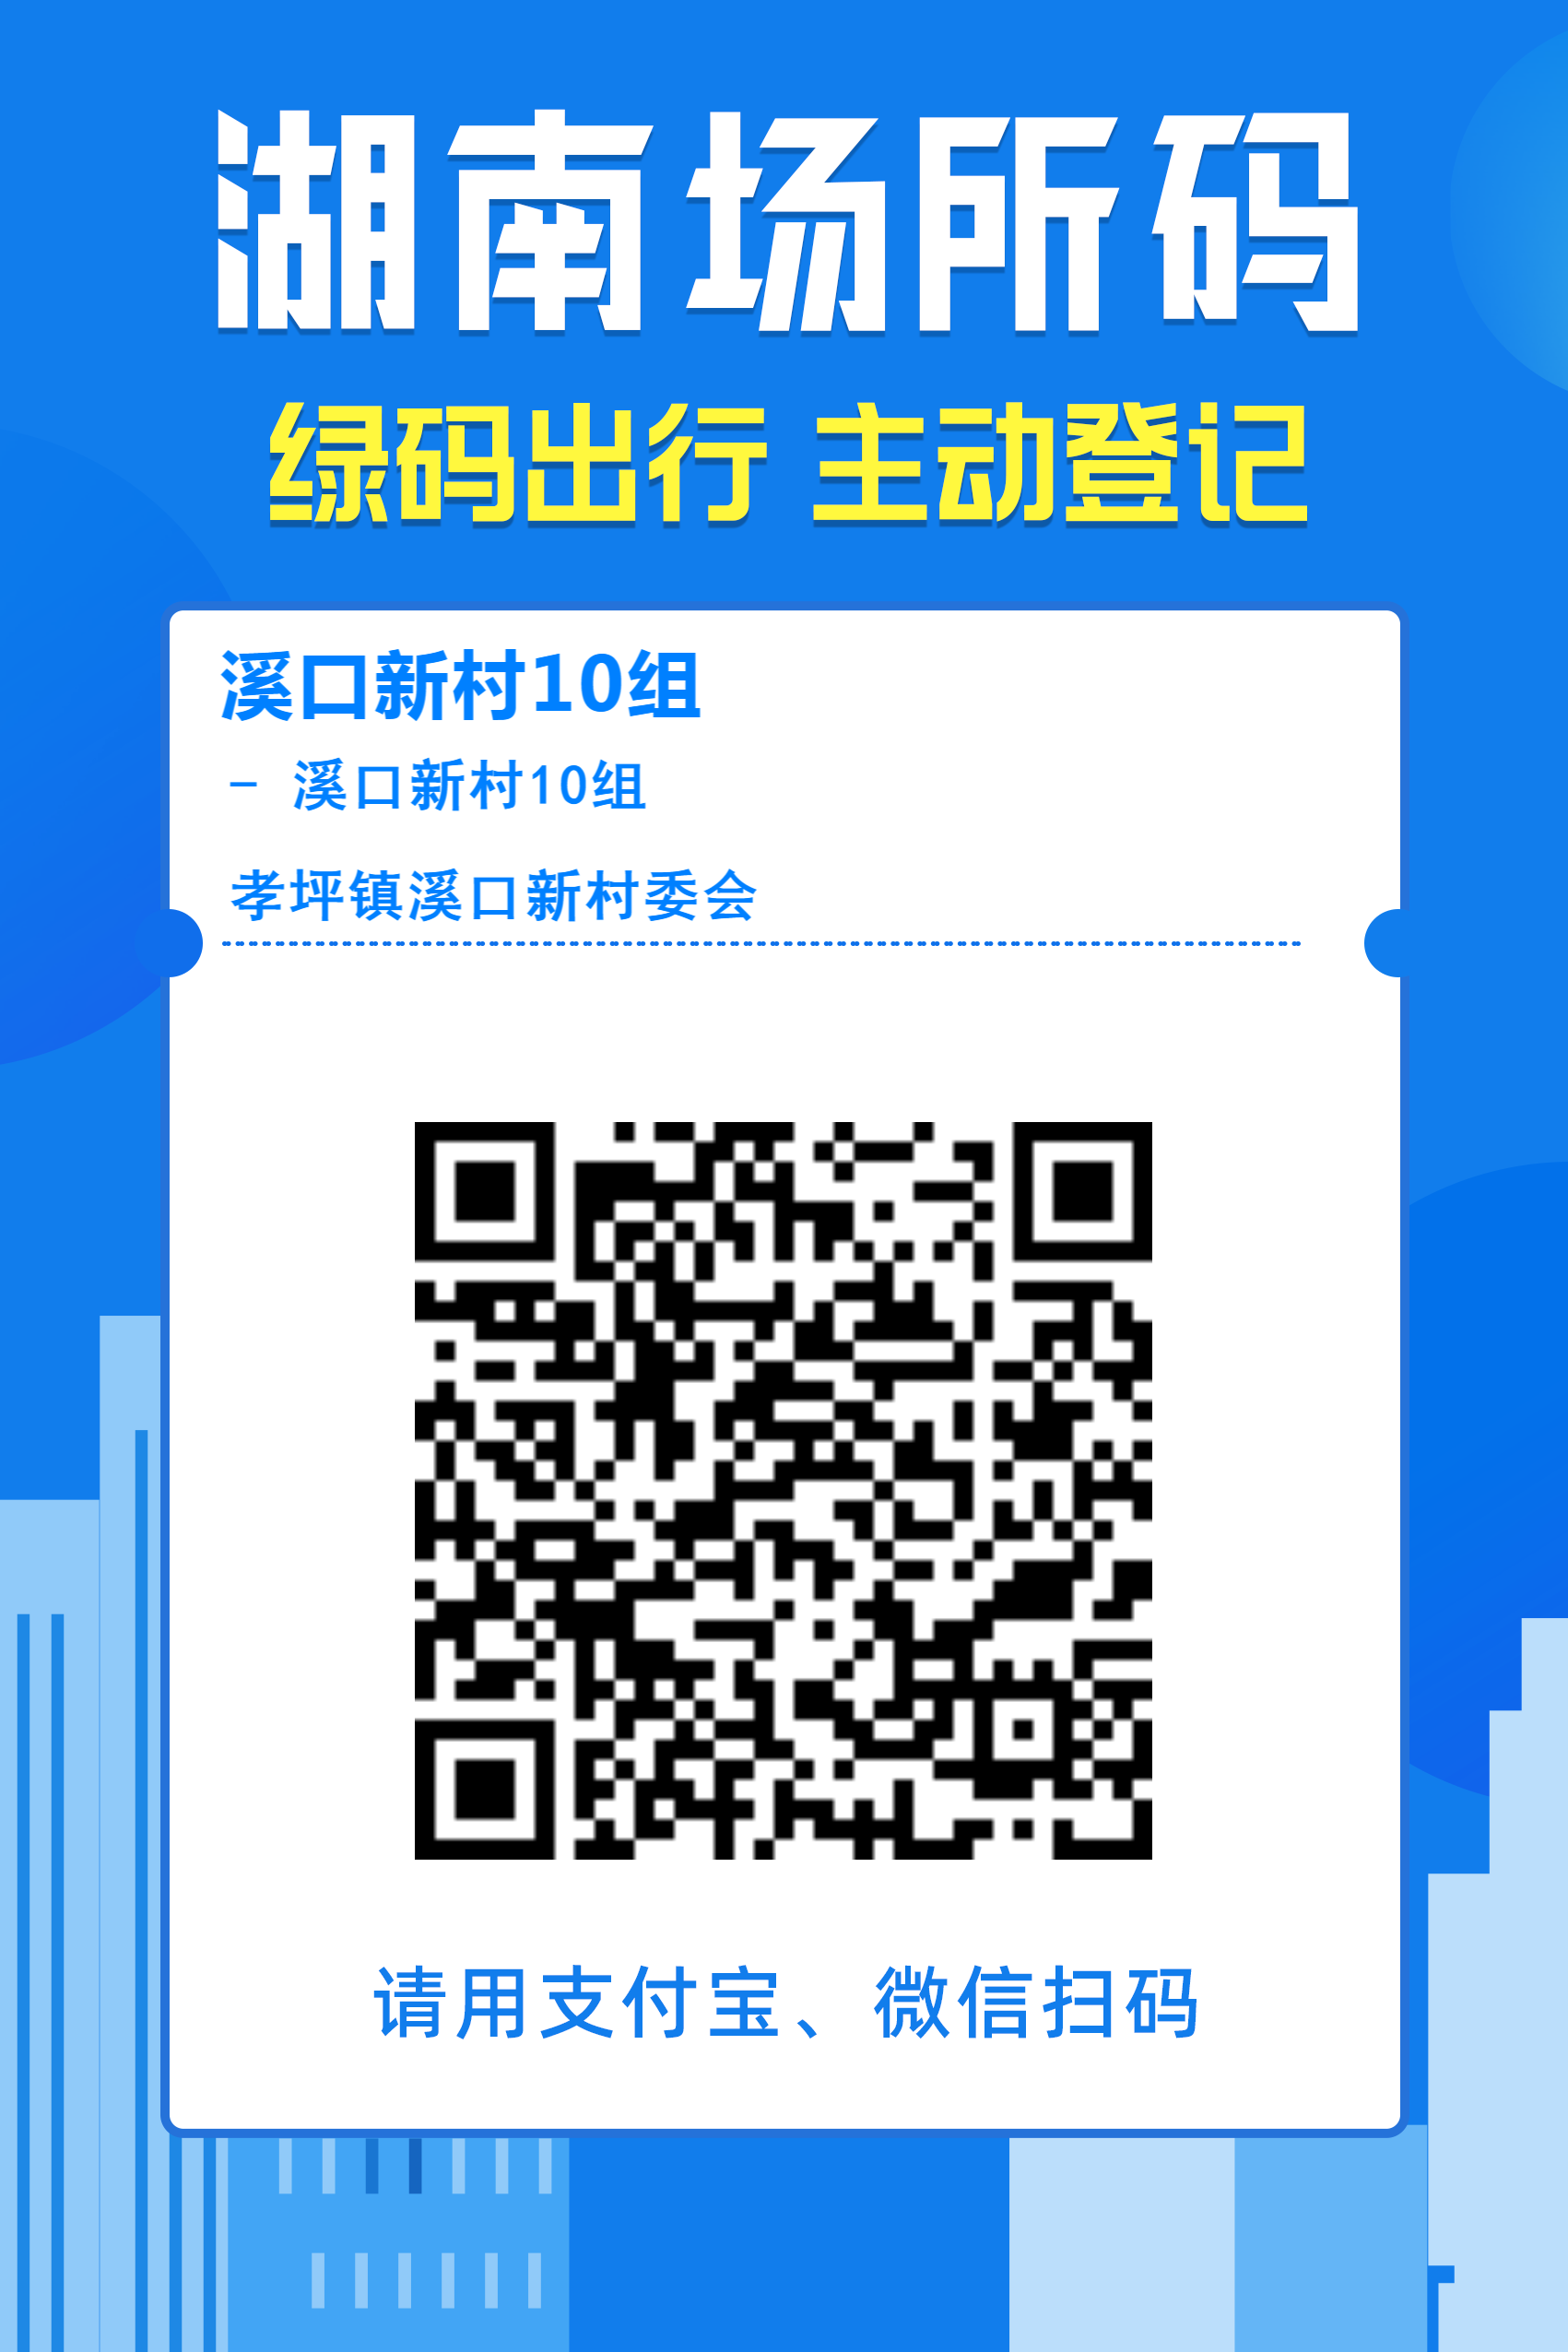 湖南场所码
绿码出行 主动登记
溪口新村10组
- 溪口新村10组
孝坪镇溪口新村委会
请用支付宝、微信扫码